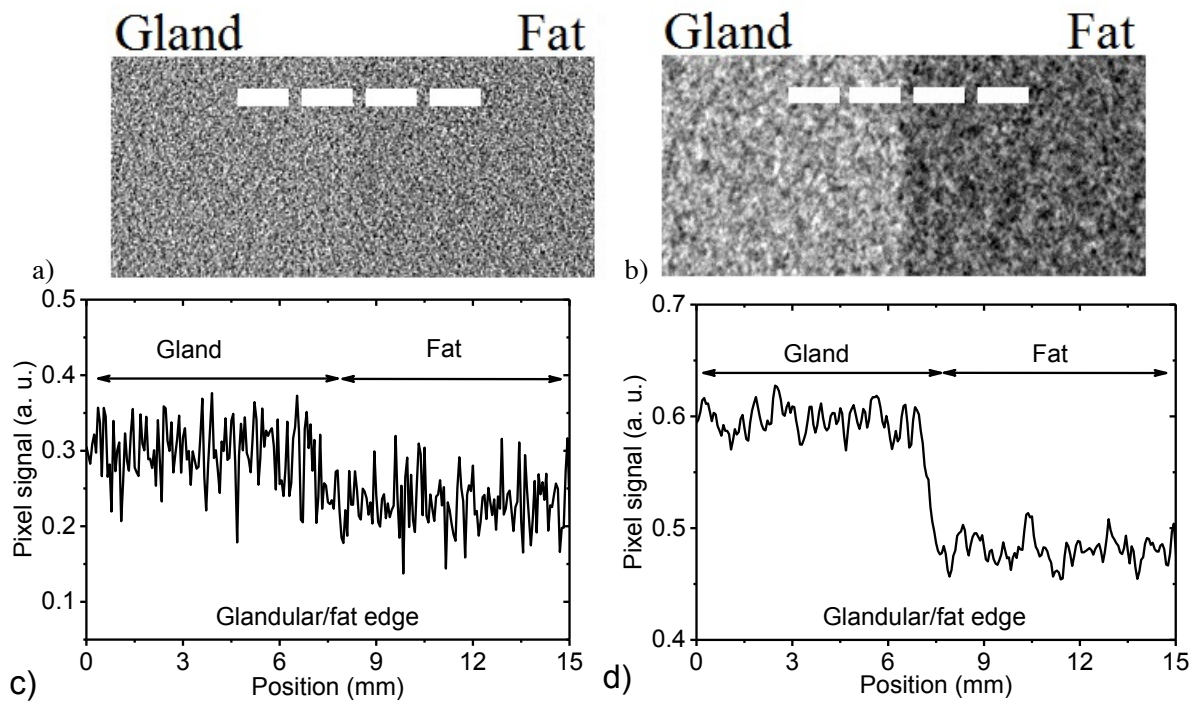 Gland Fat
a)
Gland Fat
b)
0.5
0.4
0.3
0.2
0.1
Pixel signal (a. u.)
Gland Fat
Glandular/fat edge
0 3 6 9 12 15
Position (mm)
c)
0.7
0.6
0.5
0.4
Pixel signal (a. u.)
Gland Fat
Glandular/fat edge
0 3 6 9 12 15
Position (mm)
d)